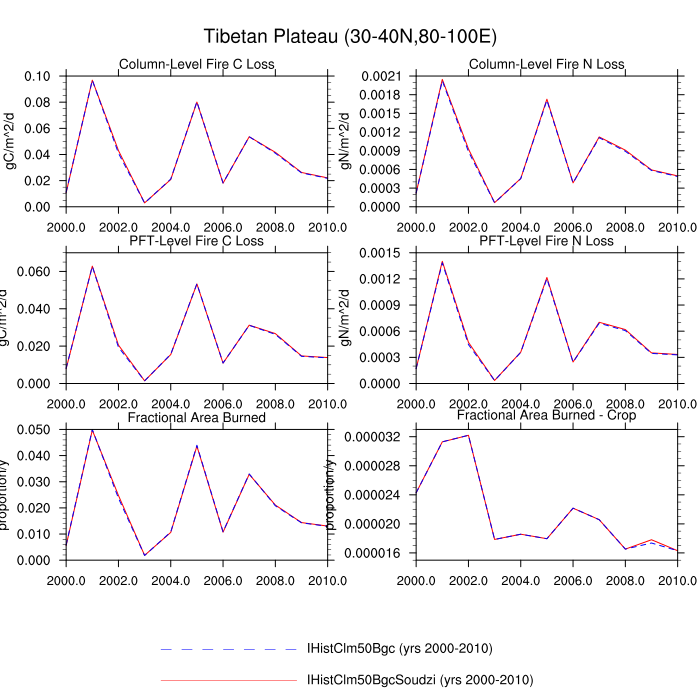 Tibetan Plateau (30-40N,80-100E)
Column-Level Fire C Loss
gC/m^2/d
0.10
0.08
0.06
0.04
0.02
0.00
2000.0 2002.0 2004.0 2006.0 2008.0 2010.0
Column-Level Fire N Loss
gN/m^2/d
0.0021
0.0018
0.0015
0.0012
0.0009
0.0006
0.0003
0.0000
2000.0 2002.0 2004.0 2006.0 2008.0 2010.0
PFT-Level Fire C Loss
gC/m^2/d
0.060
0.040
0.020
0.000
2000.0 2002.0 2004.0 2006.0 2008.0 2010.0
PFT-Level Fire N Loss
gN/m^2/d
0.0015
0.0012
0.0009
0.0006
0.0003
0.0000
2000.0 2002.0 2004.0 2006.0 2008.0 2010.0
Fractional Area Burned
proportion/y
0.050
0.040
0.030
0.020
0.010
0.000
2000.0 2002.0 2004.0 2006.0 2008.0 2010.0
Fractional Area Burned - Crop
proportion/y
0.000032
0.000028
0.000024
0.000020
0.000016
2000.0 2002.0 2004.0 2006.0 2008.0 2010.0
IHistClm50Bgc (yrs 2000-2010)
IHistClm50BgcSoudzi (yrs 2000-2010)